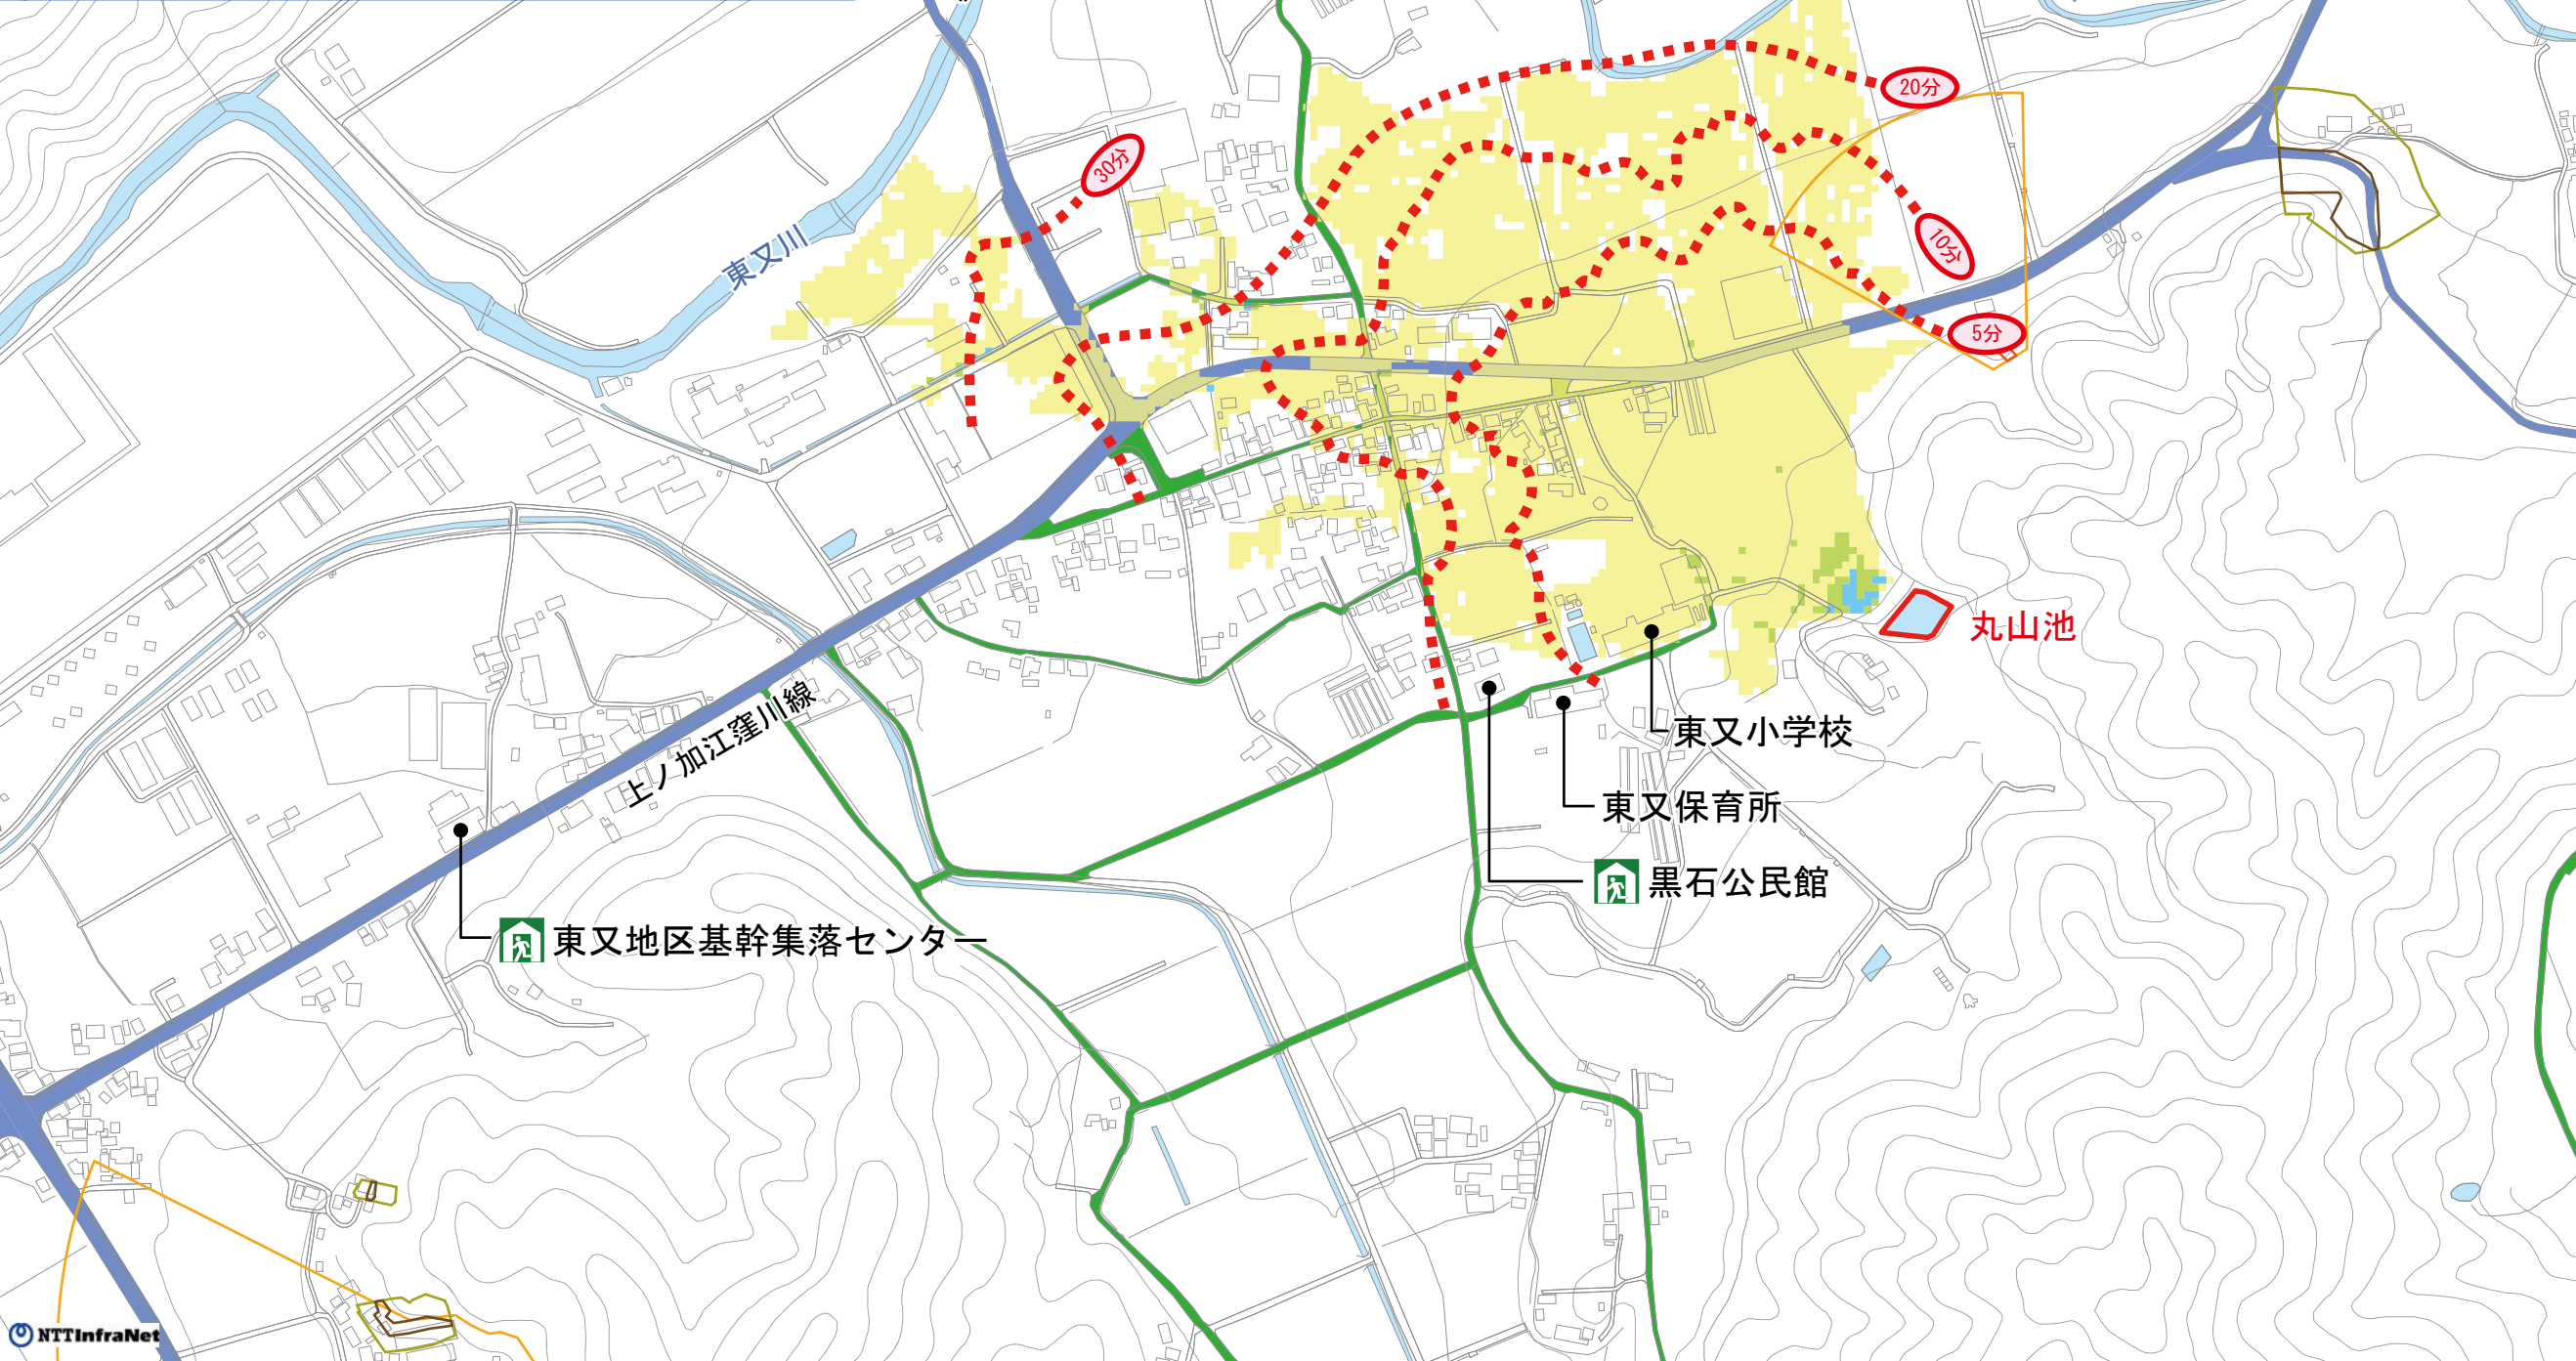 20分
30分
10分
東又川
5分
丸山池
上ノ加江窪川線
東又小学校
東又保育所
黒石公民館
東又地区基幹集落センター
NTTInfraNet